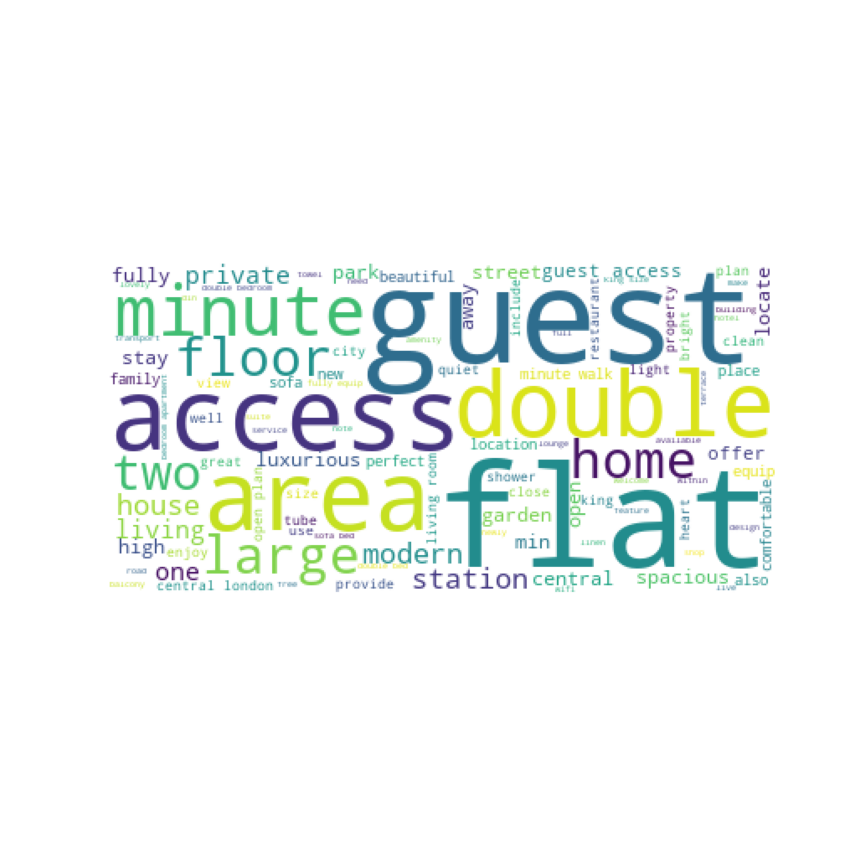 fully private towel park beautiful street guest access king size plan
lovely double bedroom need away include restaurant property make building locate
minute guest
din hotel
transport full bright clean
floor city amenity
stay new quiet minute walk light place
family view sofa fully equip terrace
access double
bedroom apartment well suite service note location lounge available
two great luxurious perfect home offer
area flat shower within equip
house size open plan living room close king welcome
living tube garden open feature heart design comfortable
high enjoy use sofa bed min linen shop
large modern
road one double bed station central spacious also
balcony central london tree provide wifi live